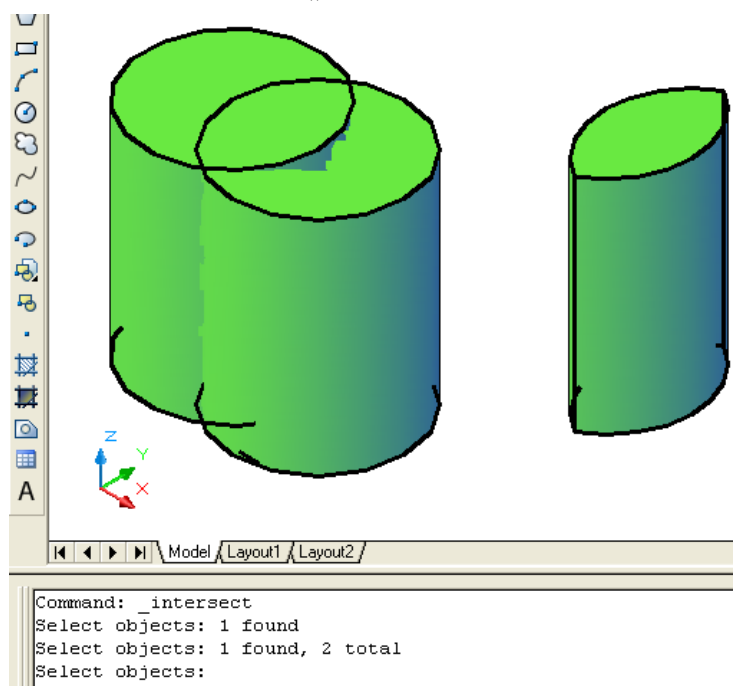 Z
Y
X
A
Model Layout1 Layout2
Command: _intersect
Select objects: 1 found
Select objects: 1 found, 2 total
Select objects: